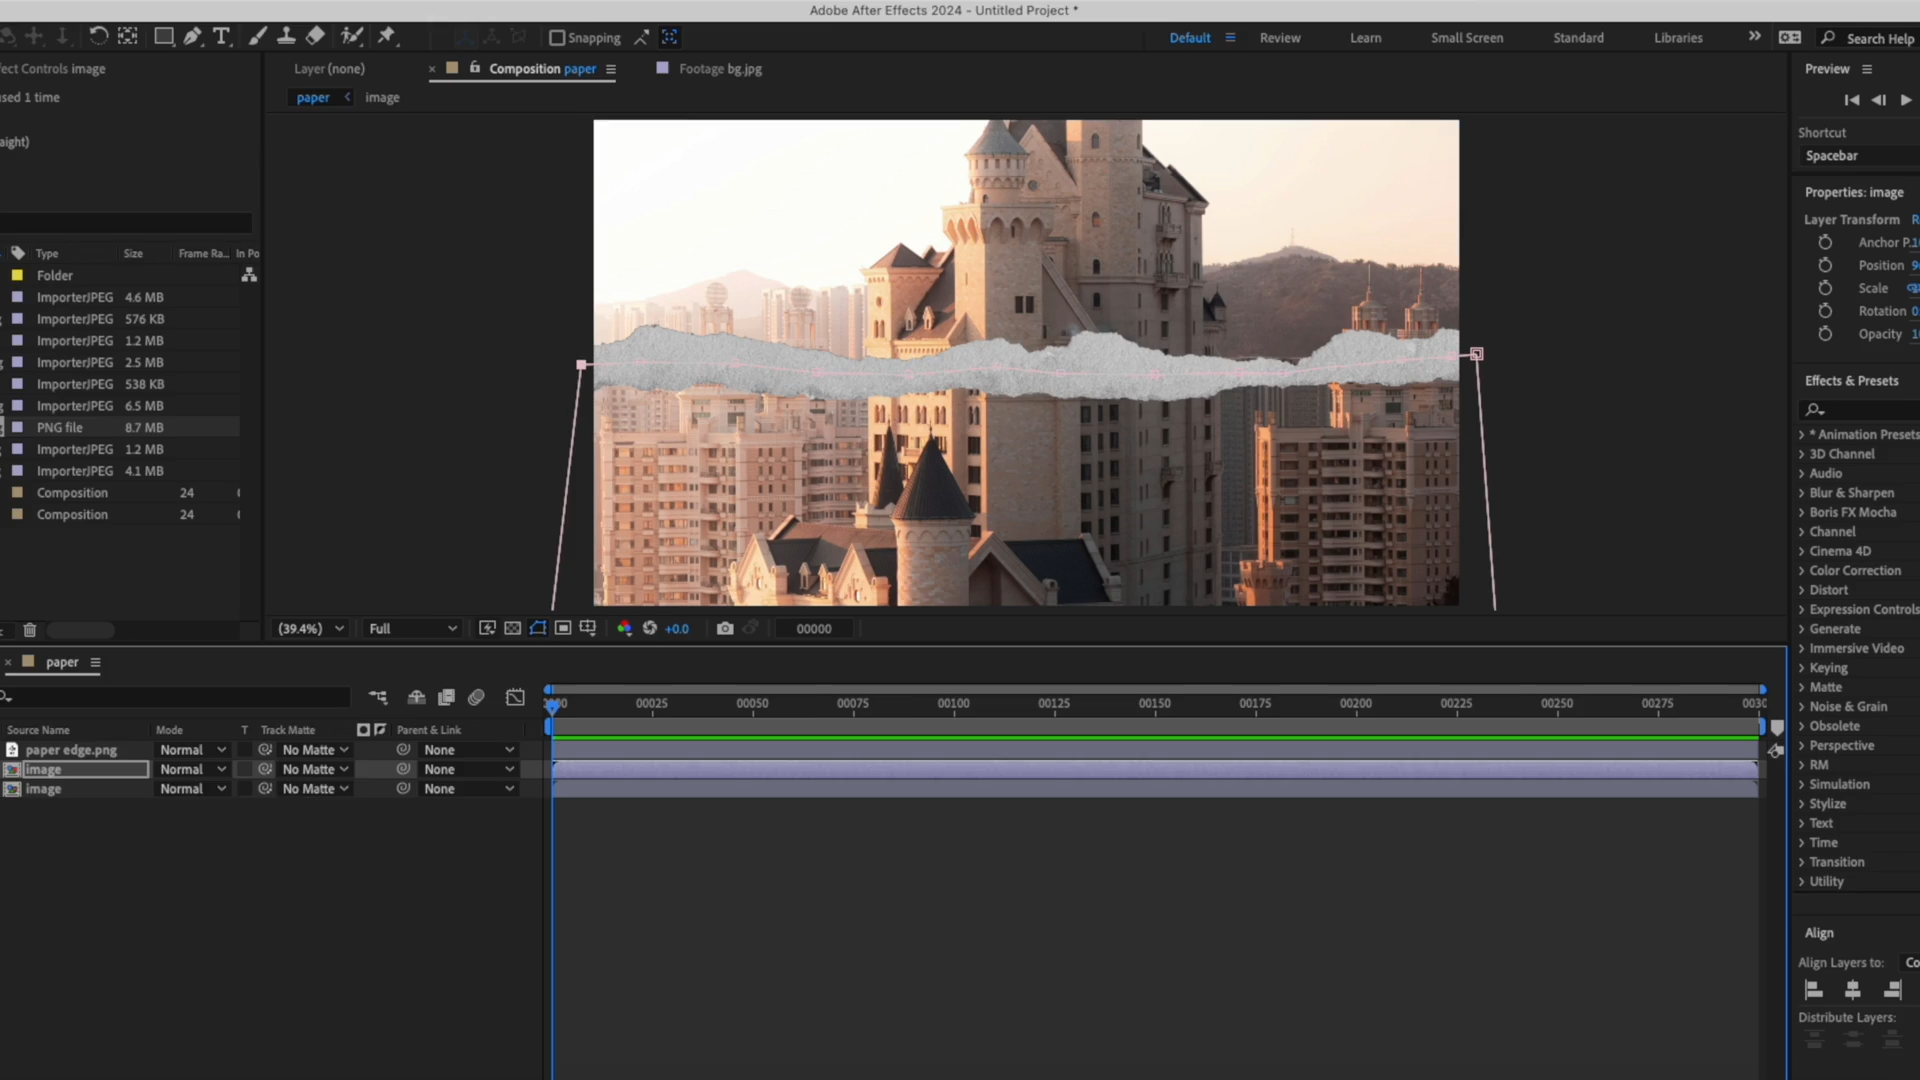 Adobe After Effects 2024 - Untitled Project *
Snapping
Default
Review
Learn
Small Screen
Standard
Libraries
Search Help
ect Controls image
Layer (none)
Composition paper
Footage bg.jpg
Preview
sed 1 time
paper
image
aight)
Shortcut
Spacebar
Properties: image
Layer Transform
Anchor P
Position
Scale
Rotation
Opacity
Type
Size
Frame Ra...
In Po
Folder
ImporterJPEG 4.6 MB
ImporterJPEG 576 KB
ImporterJPEG 1.2 MB
ImporterJPEG 2.5 MB
ImporterJPEG 538 KB
ImporterJPEG 6.5 MB
PNG file 8.7 MB
ImporterJPEG 1.2 MB
ImporterJPEG 4.1 MB
Composition 24
Composition 24
Effects & Presets
* Animation Presets
3D Channel
Audio
Blur & Sharpen
Boris FX Mocha
Channel
Cinema 4D
Color Correction
Distort
Expression Controls
Generate
Immersive Video
Keying
Matte
Noise & Grain
Obsolete
Perspective
RM
Simulation
Stylize
Text
Time
Transition
Utility
(39.4%)
Full
+0.0
00000
paper
00025 00050 00075 00100 00125 00150 00175 00200 00225 00250 00275 0030
Source Name
Mode
T
Track Matte
Parent & Link
paper edge.png Normal No Matte None
image Normal No Matte None
image Normal No Matte None
Align
Align Layers to: Co
Distribute Layers: